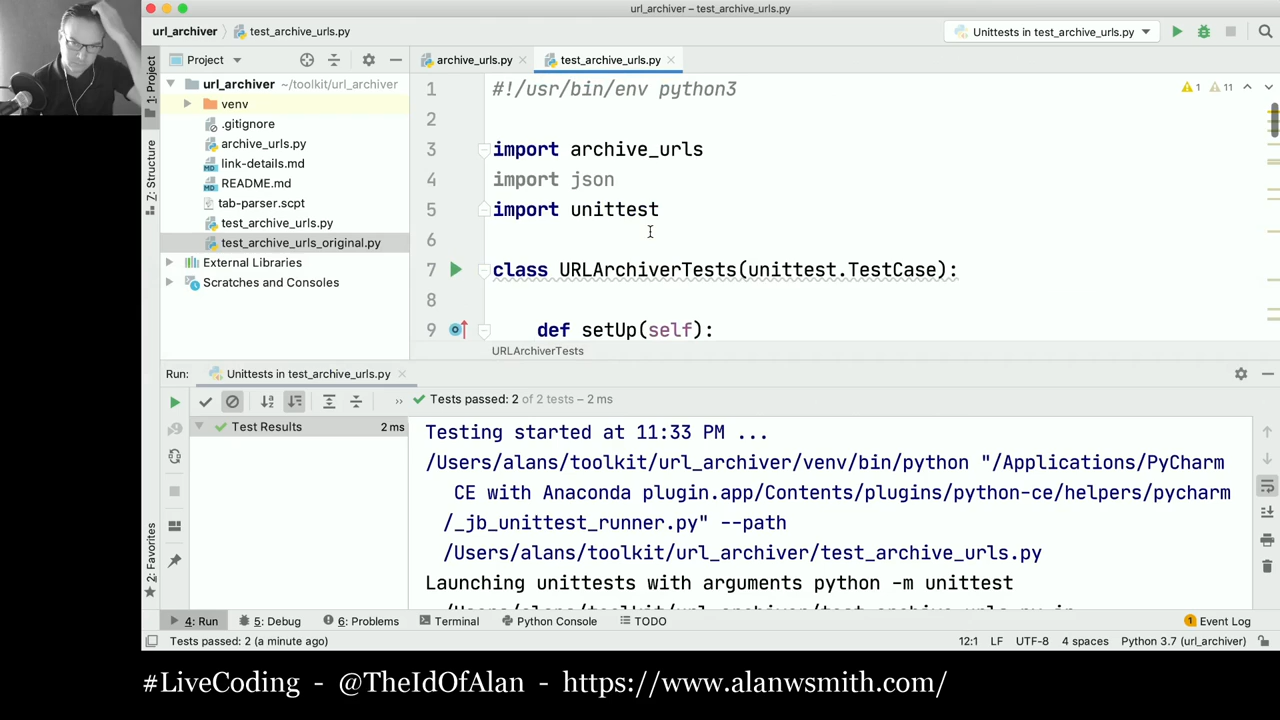 url_archiver – test_archive_urls.py
url_archiver
test_archive_urls.py
Unittests in test_archive_urls.py
1: Project
Z: Structure
2: Favorites
Project
url_archiver ~/toolkit/url_archiver
venv
.gitignore
archive_urls.py
link-details.md
README.md
tab-parser.scpt
test_archive_urls.py
test_archive_urls_original.py
External Libraries
Scratches and Consoles
archive_urls.py
test_archive_urls.py
1 #!/usr/bin/env python3
2
3 import archive_urls
4 import json
5 import unittest
6
7 class URLArchiverTests(unittest.TestCase):
8
9 def setUp(self):
1 11
URLArchiverTests
Run: Unittests in test_archive_urls.py
Tests passed: 2 of 2 tests – 2 ms
Test Results 2 ms
Testing started at 11:33 PM ...
/Users/alans/toolkit/url_archiver/venv/bin/python "/Applications/PyCharm
CE with Anaconda plugin.app/Contents/plugins/python-ce/helpers/pycharm
/_jb_unittest_runner.py" --path
/Users/alans/toolkit/url_archiver/test_archive_urls.py
Launching unittests with arguments python -m unittest
4: Run
5: Debug
6: Problems
Terminal
Python Console
TODO
1 Event Log
Tests passed: 2 (a minute ago)
12:1 LF UTF-8 4 spaces Python 3.7 (url_archiver)
#LiveCoding - @TheIdOfAlan - https://www.alanwsmith.com/